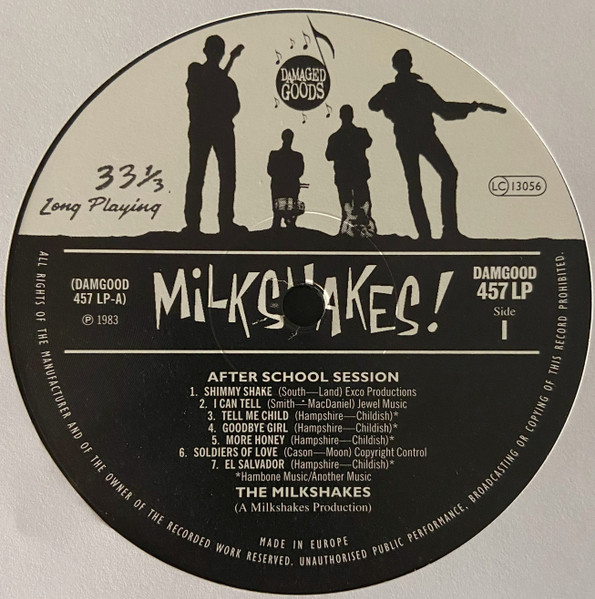 DAMAGED
GOODS
33⅓
Long Playing
LC 13056
(DAMGOOD
457 LP-A)
℗ 1983
MiLKSHAKES!
DAMGOOD
457 LP
Side
1
AFTER SCHOOL SESSION
1. SHIMMY SHAKE (South—Land) Exco Productions
2. I CAN TELL (Smith—MacDaniel) Jewel Music
3. TELL ME CHILD (Hampshire—Childish)*
4. GOODBYE GIRL (Hampshire—Childish)*
5. MORE HONEY (Hampshire—Childish)*
6. SOLDIERS OF LOVE (Cason—Moon) Copyright Control
7. EL SALVADOR (Hampshire—Childish)*
*Hambone Music/Another Music
THE MILKSHAKES
(A Milkshakes Production)
MADE IN EUROPE
ALL RIGHTS OF THE MANUFACTURER AND OF THE OWNER OF THE RECORDED WORK RESERVED. UNAUTHORISED PUBLIC PERFORMANCE, BROADCASTING OR COPYING OF THIS RECORD PROHIBITED.